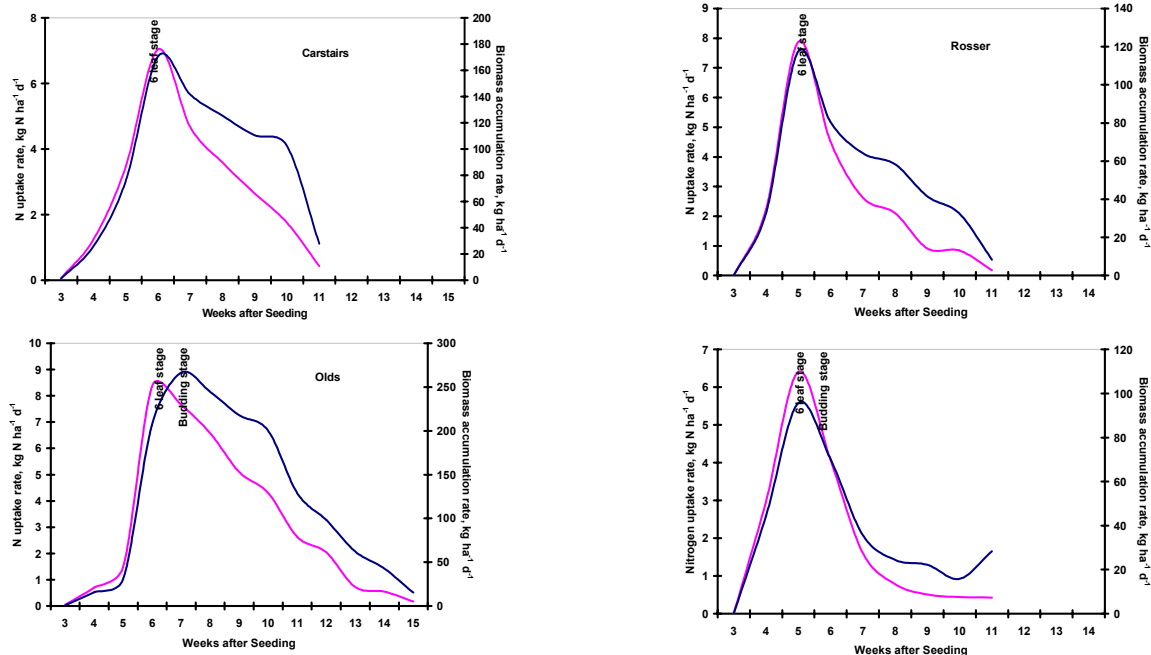 Carstairs
N uptake rate, kg N ha⁻¹ d⁻¹
8
6
4
2
0
6 leaf stage
200
180
160
140
120
100
80
60
40
20
0
Biomass accumulation rate, kg ha⁻¹ d⁻¹
3 4 5 6 7 8 9 10 11 12 13 14 15
Weeks after Seeding
Rosser
N uptake rate, kg N ha⁻¹ d⁻¹
9
8
7
6
5
4
3
2
1
0
6 leaf stage
140
120
100
80
60
40
20
0
Biomass accumulation rate, kg ha⁻¹ d⁻¹
3 4 5 6 7 8 9 10 11 12 13 14
Weeks after Seeding
Olds
N uptake rate, kg N ha⁻¹ d⁻¹
10
9
8
7
6
5
4
3
2
1
0
6 leaf stage
Budding stage
300
250
200
150
100
50
0
Biomass accumulation rate, kg ha⁻¹ d⁻¹
3 4 5 6 7 8 9 10 11 12 13 14 15
Weeks after Seeding
Nitrogen uptake rate, kg N ha⁻¹ d⁻¹
7
6
5
4
3
2
1
0
6 leaf stage
Budding stage
120
100
80
60
40
20
0
Biomass accumulation rate, kg ha⁻¹ d⁻¹
3 4 5 6 7 8 9 10 11 12 13 14
Weeks after Seeding